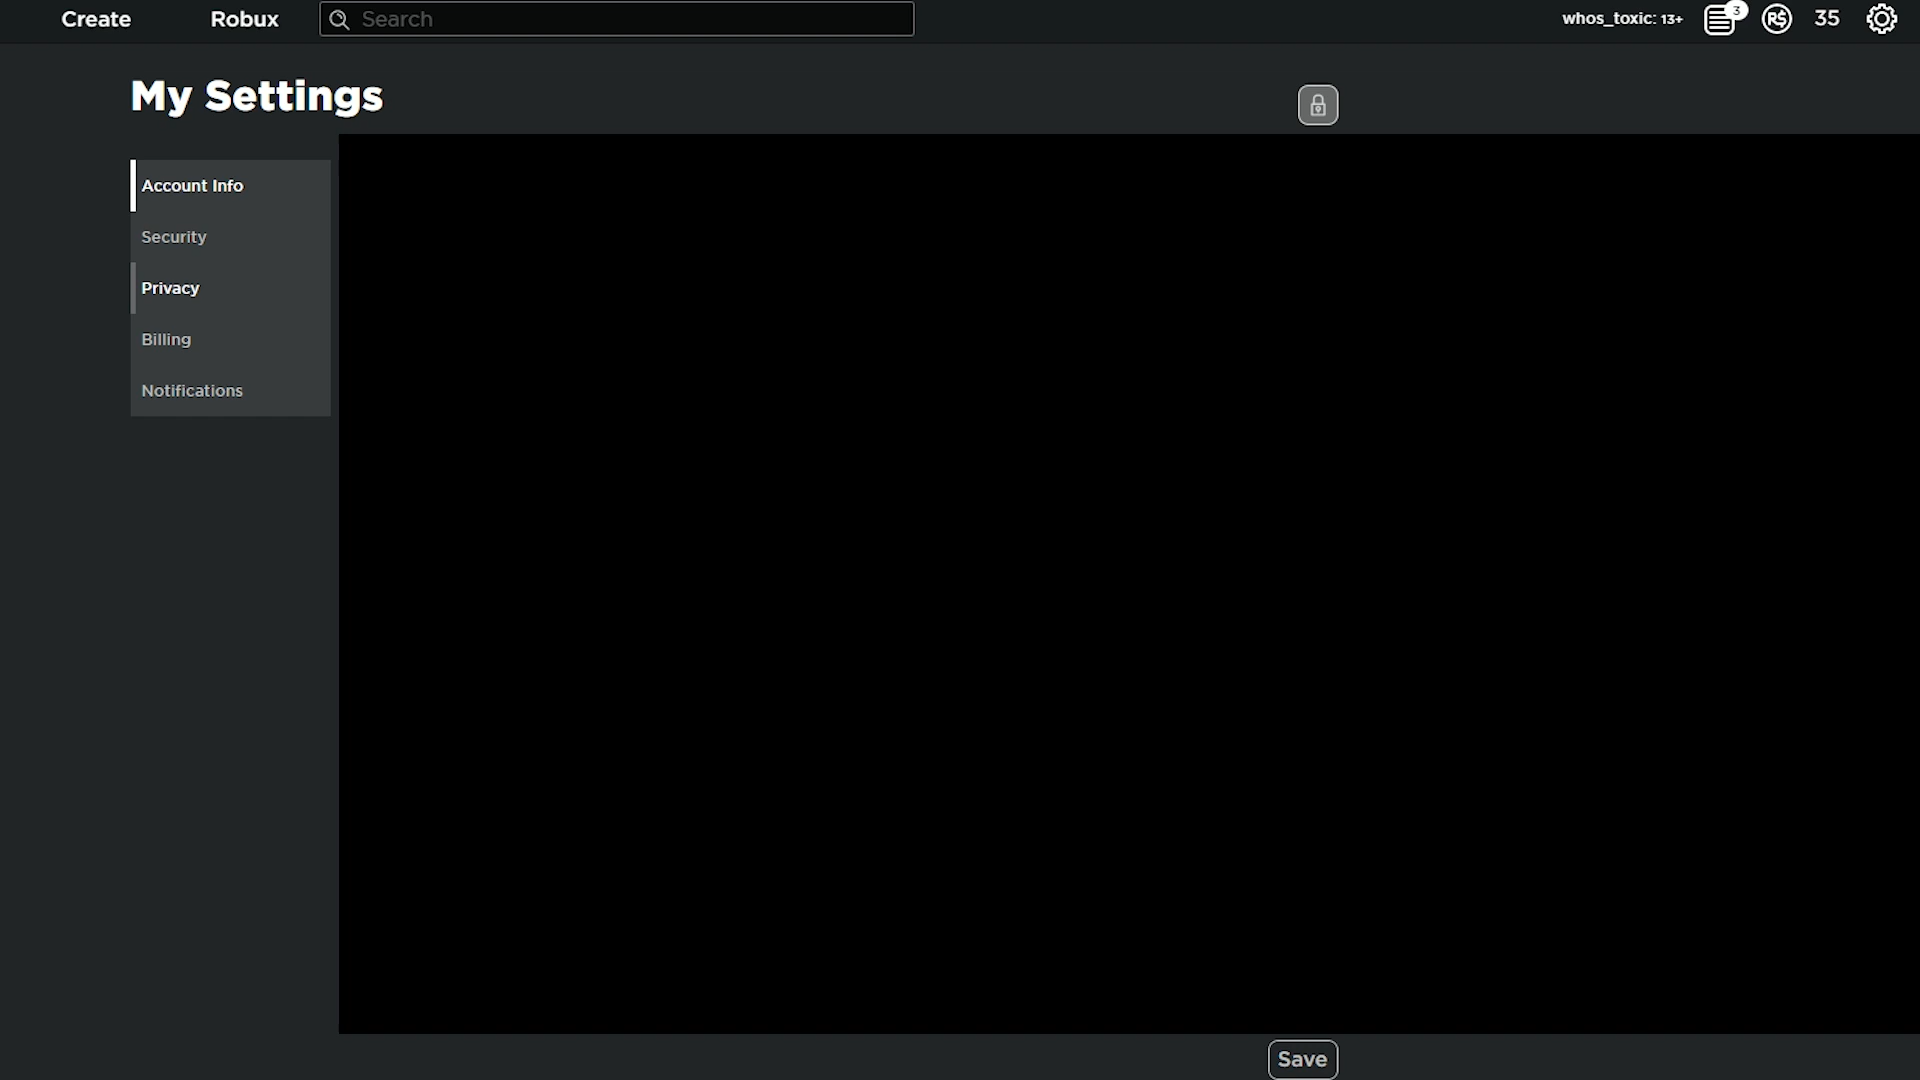 Create
Robux
Search
whos_toxic: 13+
3
R$
35
My Settings
Account Info
Security
Privacy
Billing
Notifications
Save